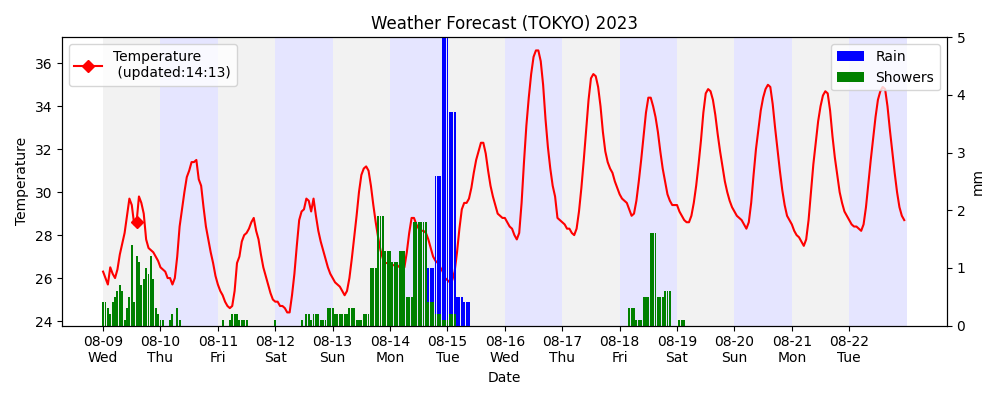 Weather Forecast (TOKYO) 2023
Temperature
(updated:14:13)
Rain
Showers
Temperature
36
34
32
30
28
26
24
5
4
3
2
1
0
mm
08-09 08-10 08-11 08-12 08-13 08-14 08-15 08-16 08-17 08-18 08-19 08-20 08-21 08-22
Wed Thu Fri Sat Sun Mon Tue Wed Thu Fri Sat Sun Mon Tue
Date